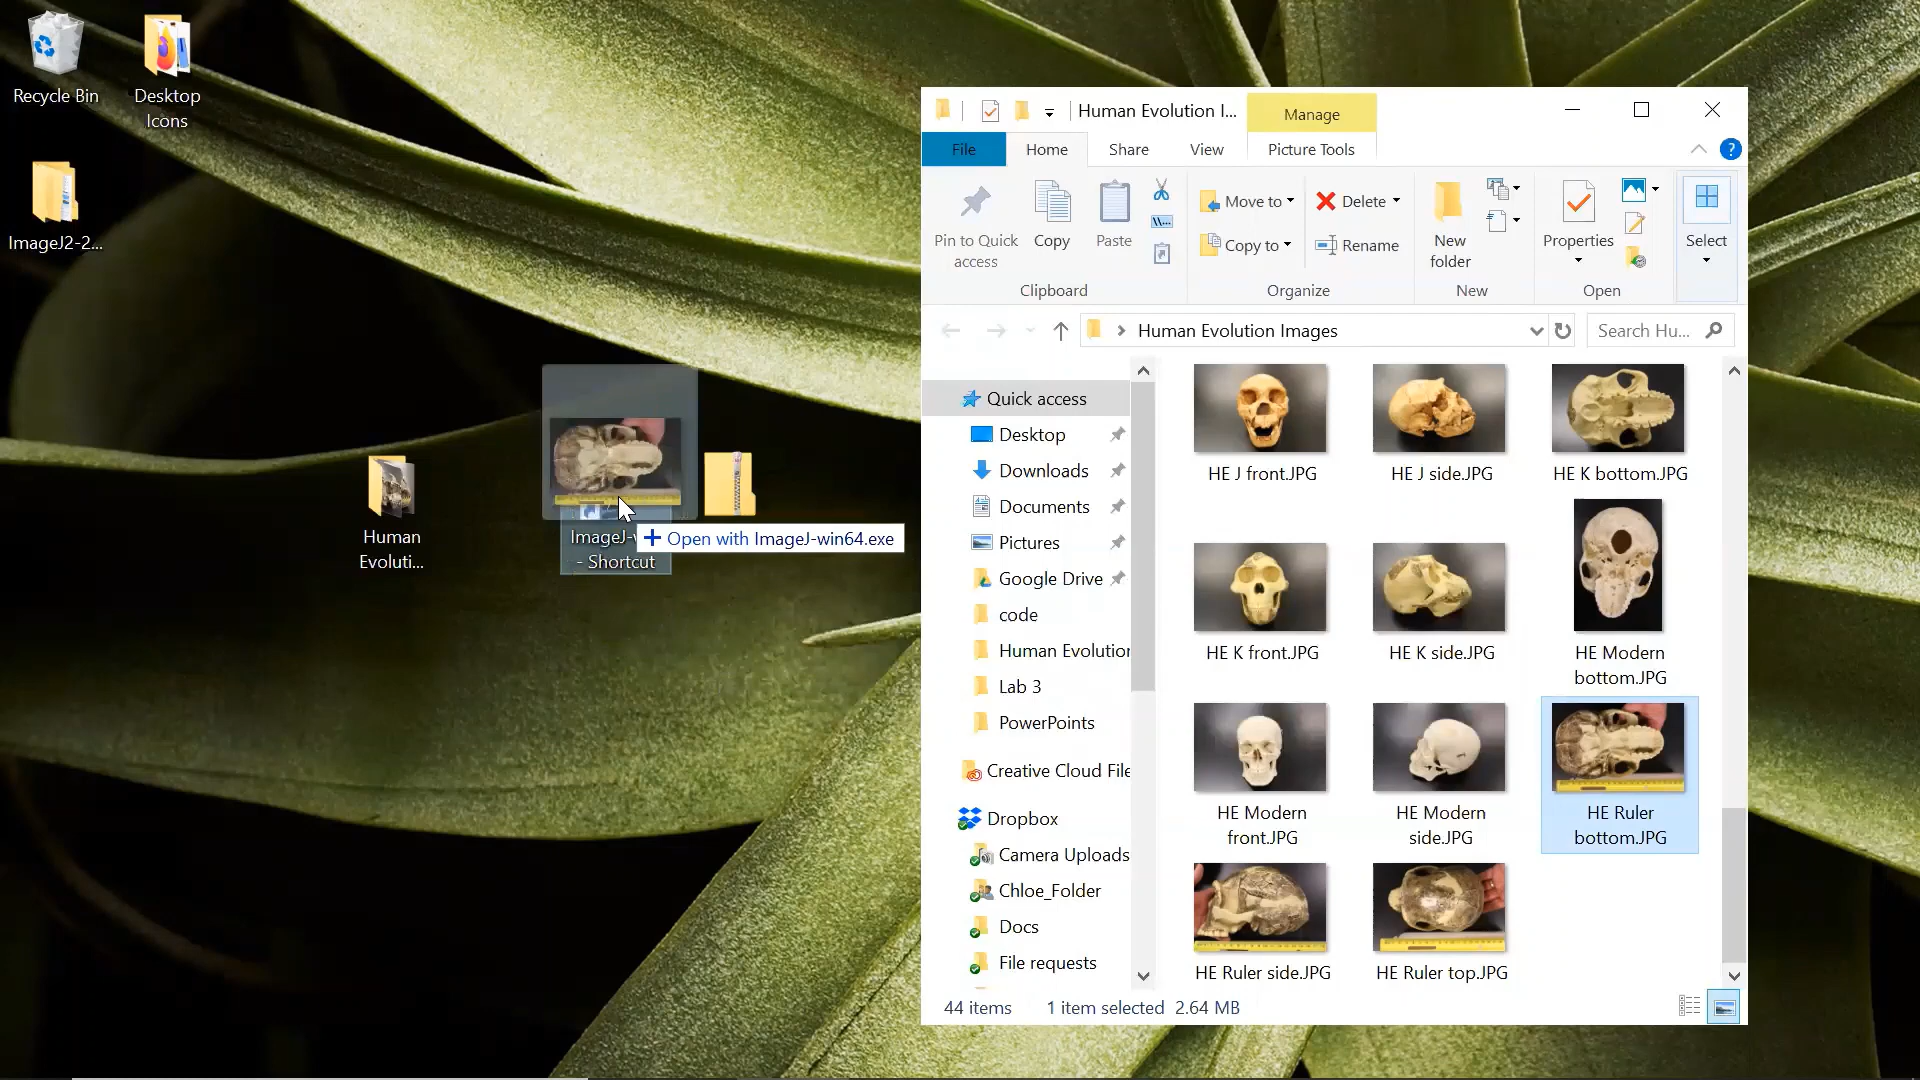 Recycle Bin
Desktop
Icons
ImageJ2-2...
Human
Evoluti...
ImageJ-
- Shortcut
Open with ImageJ-win64.exe
Human Evolution I...
Manage
File
Home
Share
View
Picture Tools
Pin to Quick
access
Copy
Paste
Clipboard
Move to
Copy to
Delete
Rename
Organize
New
folder
New
Properties
Open
Select
Human Evolution Images
Search Hu...
Quick access
Desktop
Downloads
Documents
Pictures
Google Drive
code
Human Evolution
Lab 3
PowerPoints
Creative Cloud File
Dropbox
Camera Uploads
Chloe_Folder
Docs
File requests
HE J front.JPG
HE J side.JPG
HE K bottom.JPG
HE K front.JPG
HE K side.JPG
HE Modern
bottom.JPG
HE Modern
front.JPG
HE Modern
side.JPG
HE Ruler
bottom.JPG
HE Ruler side.JPG
HE Ruler top.JPG
44 items
1 item selected 2.64 MB